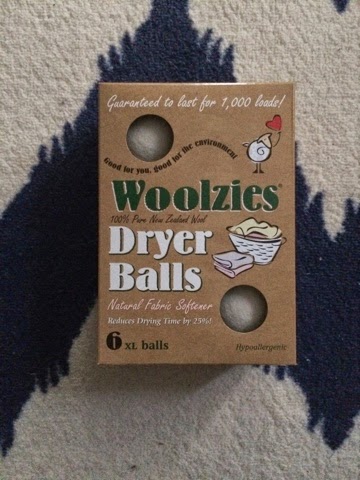 Guaranteed to last for 1,000 loads!
Good for you, good for the environment
Woolzies®
100% Pure New Zealand Wool
Dryer
Balls
Natural Fabric Softener
Reduces Drying Time by 25%!
6 XL balls
Hypoallergenic